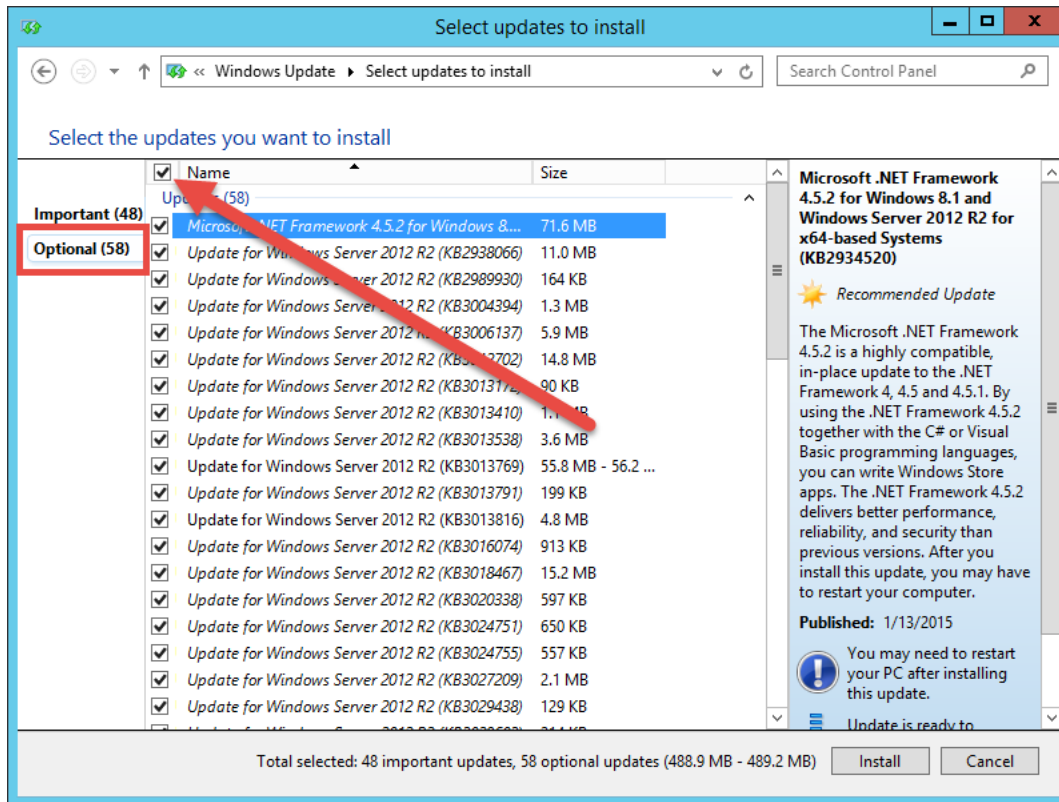 Select updates to install
« Windows Update ▸ Select updates to install
Search Control Panel
Select the updates you want to install
Important (48)
Optional (58)
Name Size
(58)
Microsoft .NET Framework 4.5.2 for Windows 8.... 71.6 MB
Update for Windows Server 2012 R2 (KB2938066) 11.0 MB
Update for Windows Server 2012 R2 (KB2989930) 164 KB
Update for Windows Server 2012 R2 (KB3004394) 1.3 MB
Update for Windows Server 2012 R2 (KB3006137) 5.9 MB
Update for Windows Server 2012 R2 14.8 MB
Update for Windows Server 2012 R2 90 KB
Update for Windows Server 2012 R2 (KB3013410)
Update for Windows Server 2012 R2 (KB3013538) 3.6 MB
Update for Windows Server 2012 R2 (KB3013769) 55.8 MB - 56.2 ...
Update for Windows Server 2012 R2 (KB3013791) 199 KB
Update for Windows Server 2012 R2 (KB3013816) 4.8 MB
Update for Windows Server 2012 R2 (KB3016074) 913 KB
Update for Windows Server 2012 R2 (KB3018467) 15.2 MB
Update for Windows Server 2012 R2 (KB3020338) 597 KB
Update for Windows Server 2012 R2 (KB3024751) 650 KB
Update for Windows Server 2012 R2 (KB3024755) 557 KB
Update for Windows Server 2012 R2 (KB3027209) 2.1 MB
Update for Windows Server 2012 R2 (KB3029438) 129 KB
Microsoft .NET Framework
4.5.2 for Windows 8.1 and
Windows Server 2012 R2 for
x64-based Systems
(KB2934520)
Recommended Update
The Microsoft .NET Framework
4.5.2 is a highly compatible,
in-place update to the .NET
Framework 4, 4.5 and 4.5.1. By
using the .NET Framework 4.5.2
together with the C# or Visual
Basic programming languages,
you can write Windows Store
apps. The .NET Framework 4.5.2
delivers better performance,
reliability, and security than
previous versions. After you
install this update, you may have
to restart your computer.
Published: 1/13/2015
You may need to restart
your PC after installing
this update.
Update is ready to
Total selected: 48 important updates, 58 optional updates (488.9 MB - 489.2 MB)
Install
Cancel